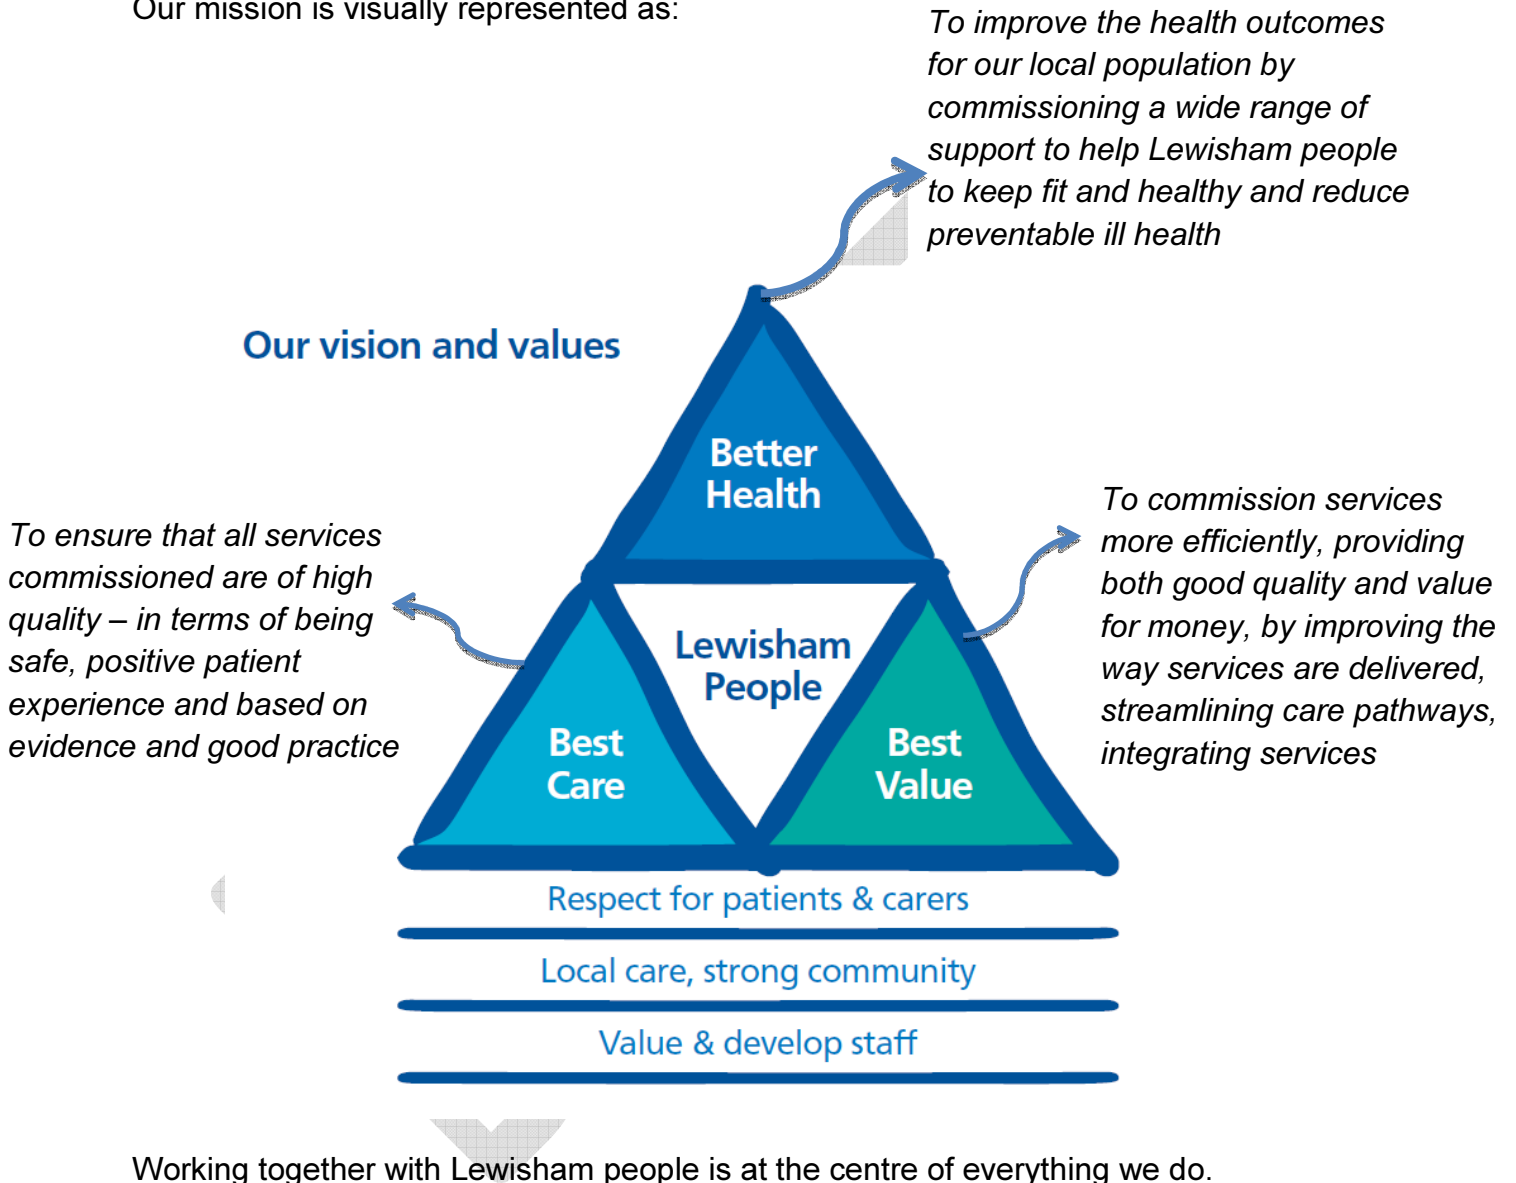 Our mission is visually represented as:
To improve the health outcomes
for our local population by
commissioning a wide range of
support to help Lewisham people
to keep fit and healthy and reduce
preventable ill health
Our vision and values
Better
Health
To ensure that all services
commissioned are of high
quality – in terms of being
safe, positive patient
experience and based on
evidence and good practice
Lewisham
People
To commission services
more efficiently, providing
both good quality and value
for money, by improving the
way services are delivered,
streamlining care pathways,
integrating services
Best
Care
Best
Value
Respect for patients & carers
Local care, strong community
Value & develop staff
Working together with Lewisham people is at the centre of everything we do.